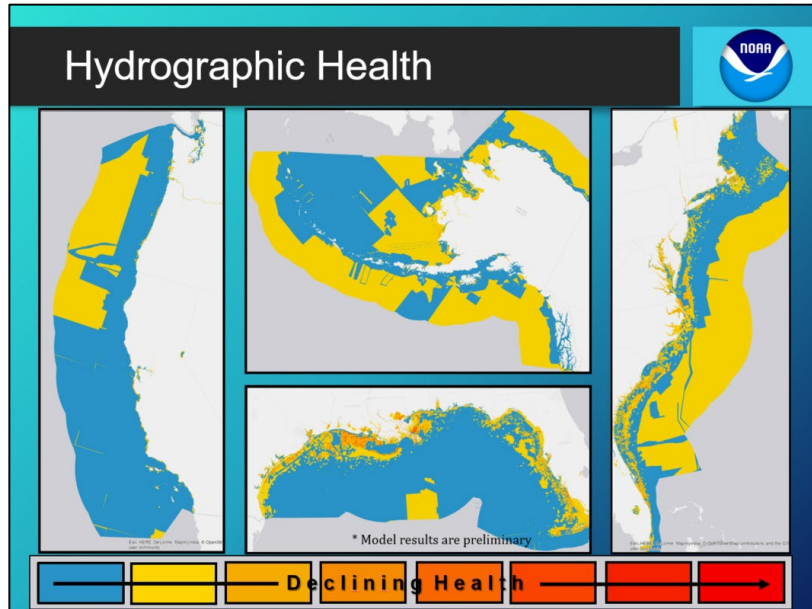 Hydrographic Health
NOAA
* Model results are preliminary
Declining Health